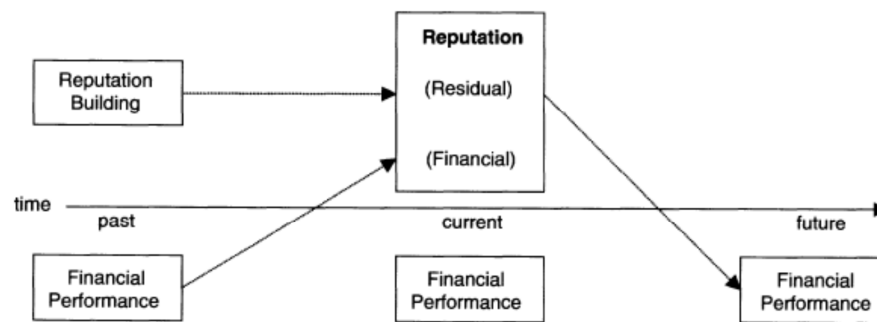 Reputation
Reputation
Building
(Residual)
(Financial)
time
past
current
future
Financial
Performance
Financial
Performance
Financial
Performance